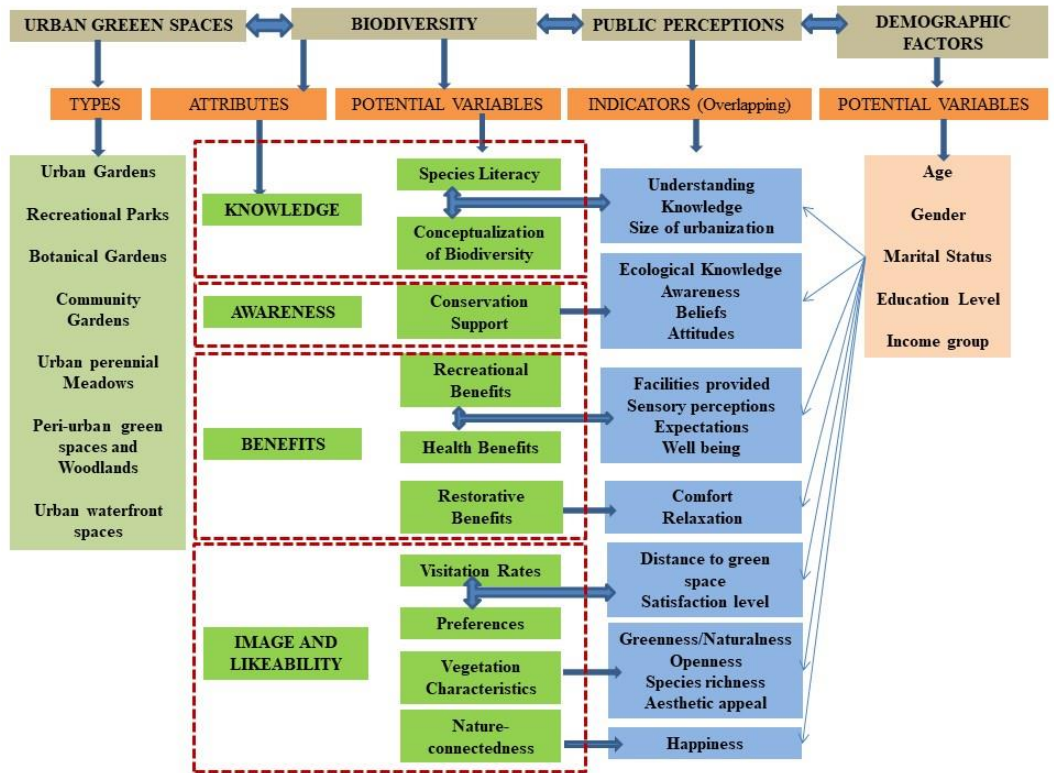 URBAN GREEEN SPACES
BIODIVERSITY
PUBLIC PERCEPTIONS
DEMOGRAPHIC
FACTORS
TYPES
ATTRIBUTES
POTENTIAL VARIABLES
INDICATORS (Overlapping)
POTENTIAL VARIABLES
Urban Gardens
Recreational Parks
Botanical Gardens
Community
Gardens
Urban perennial
Meadows
Peri-urban green
spaces and
Woodlands
Urban waterfront
spaces
KNOWLEDGE
AWARENESS
BENEFITS
IMAGE AND
LIKEABILITY
Species Literacy
Conceptualization
of Biodiversity
Conservation
Support
Recreational
Benefits
Health Benefits
Restorative
Benefits
Visitation Rates
Preferences
Vegetation
Characteristics
Nature-
connectedness
Understanding
Knowledge
Size of urbanization
Ecological Knowledge
Awareness
Beliefs
Attitudes
Facilities provided
Sensory perceptions
Expectations
Well being
Comfort
Relaxation
Distance to green
space
Satisfaction level
Greenness/Naturalness
Openness
Species richness
Aesthetic appeal
Happiness
Age
Gender
Marital Status
Education Level
Income group